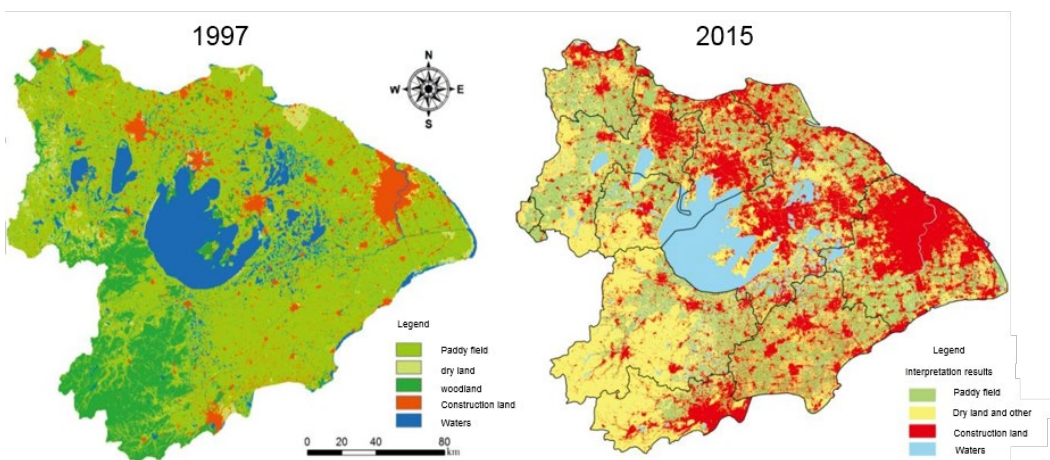 1997
2015
N
W
E
S
Legend
Paddy field
dry land
woodland
Construction land
Waters
0 20 40 60 80
km
Legend
Interpretation results
Paddy field
Dry land and other
Construction land
Waters